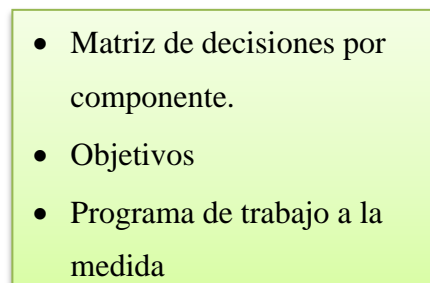 • Matriz de decisiones por
componente.
• Objetivos
• Programa de trabajo a la
medida